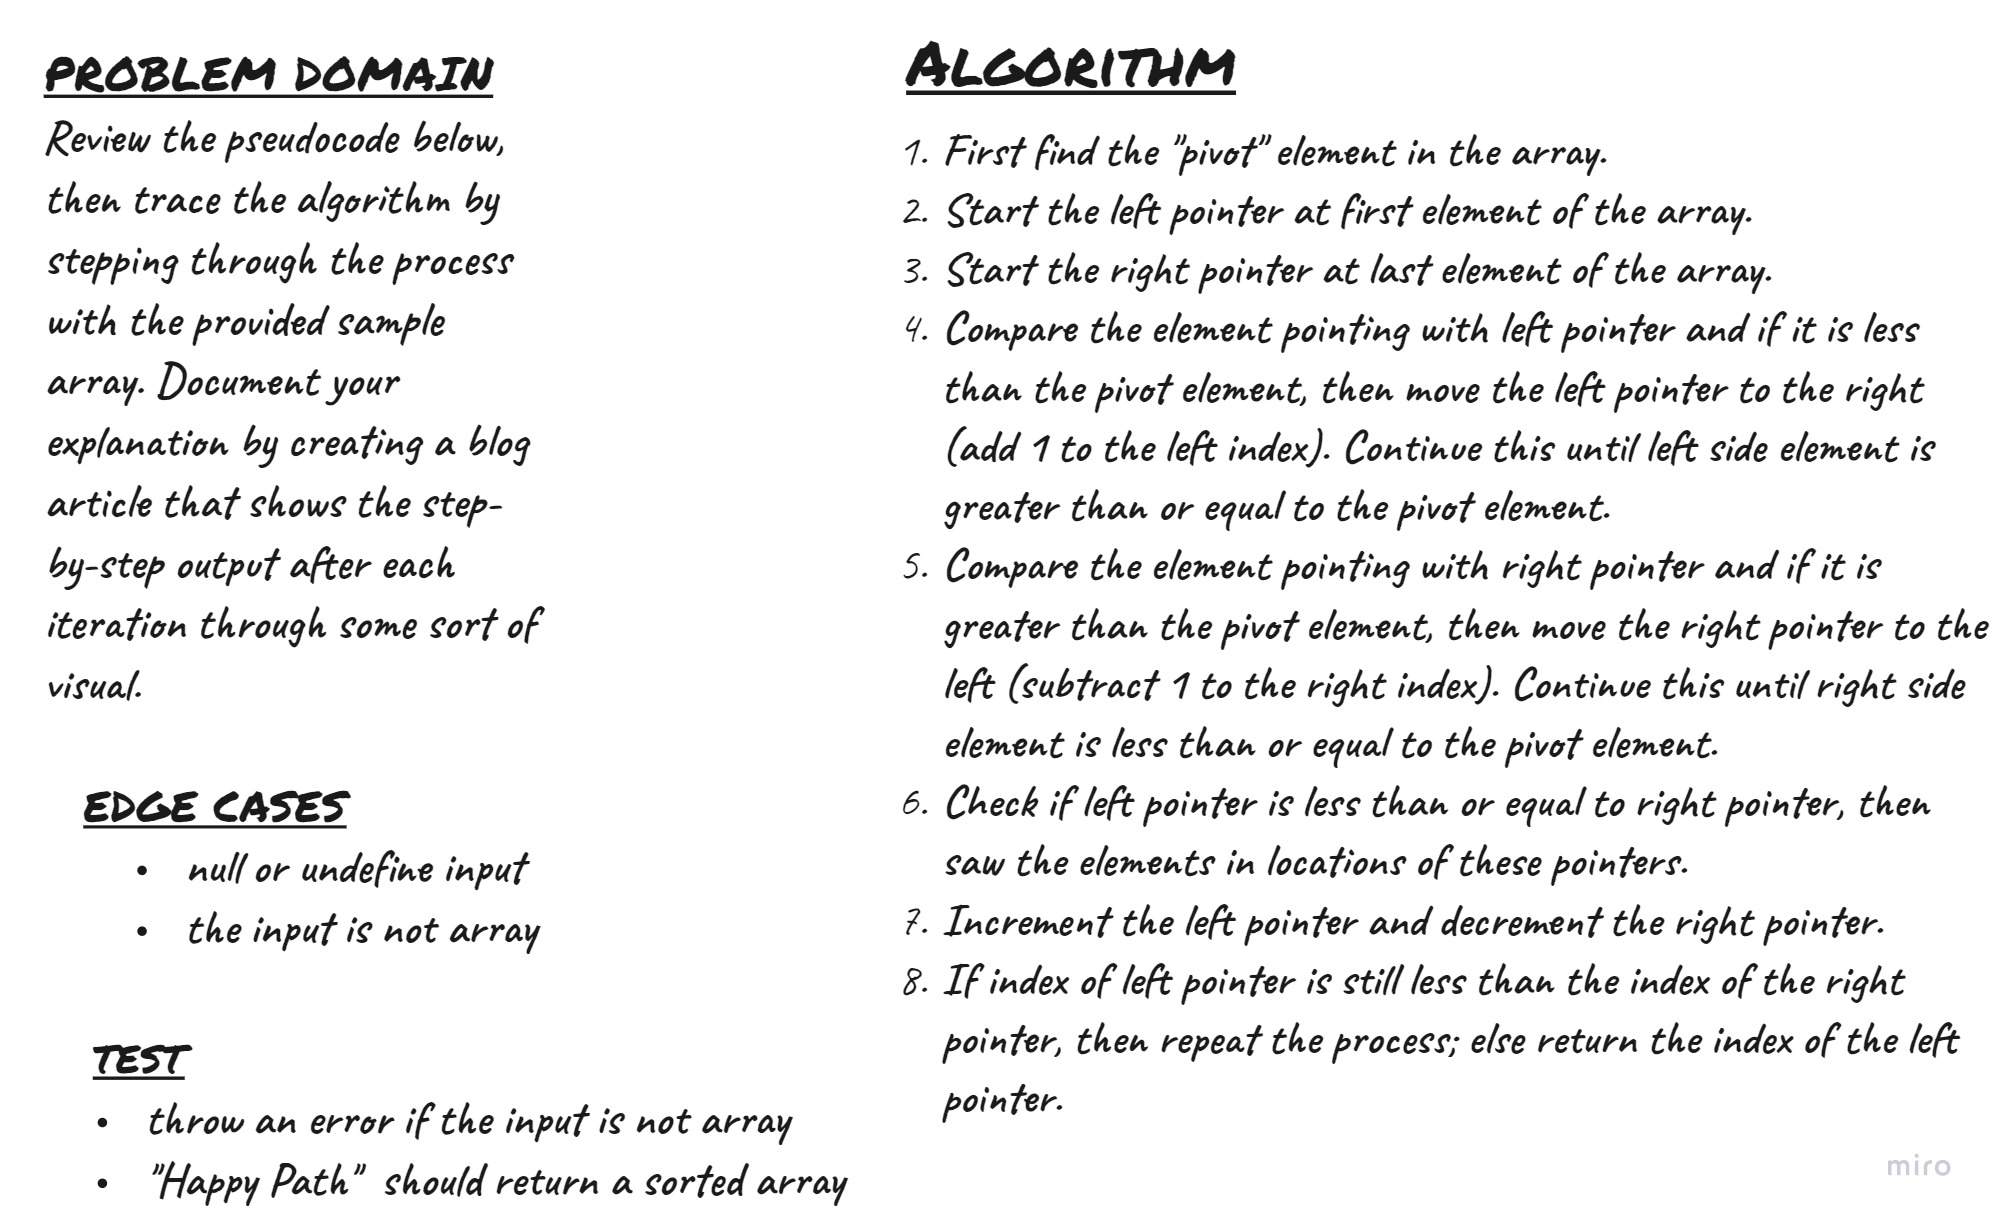 PROBLEM DOMAIN
Review the pseudocode below,
then trace the algorithm by
stepping through the process
with the provided sample
array. Document your
explanation by creating a blog
article that shows the step-
by-step output after each
iteration through some sort of
visual.
EDGE CASES
• null or undefine input
• the input is not array
TEST
• throw an error if the input is not array
• "Happy Path" should return a sorted array
ALGORITHM
1. First find the "pivot" element in the array.
2. Start the left pointer at first element of the array.
3. Start the right pointer at last element of the array.
4. Compare the element pointing with left pointer and if it is less
than the pivot element, then move the left pointer to the right
(add 1 to the left index). Continue this until left side element is
greater than or equal to the pivot element.
5. Compare the element pointing with right pointer and if it is
greater than the pivot element, then move the right pointer to the
left (subtract 1 to the right index). Continue this until right side
element is less than or equal to the pivot element.
6. Check if left pointer is less than or equal to right pointer, then
saw the elements in locations of these pointers.
7. Increment the left pointer and decrement the right pointer.
8. If index of left pointer is still less than the index of the right
pointer, then repeat the process; else return the index of the left
pointer.
miro